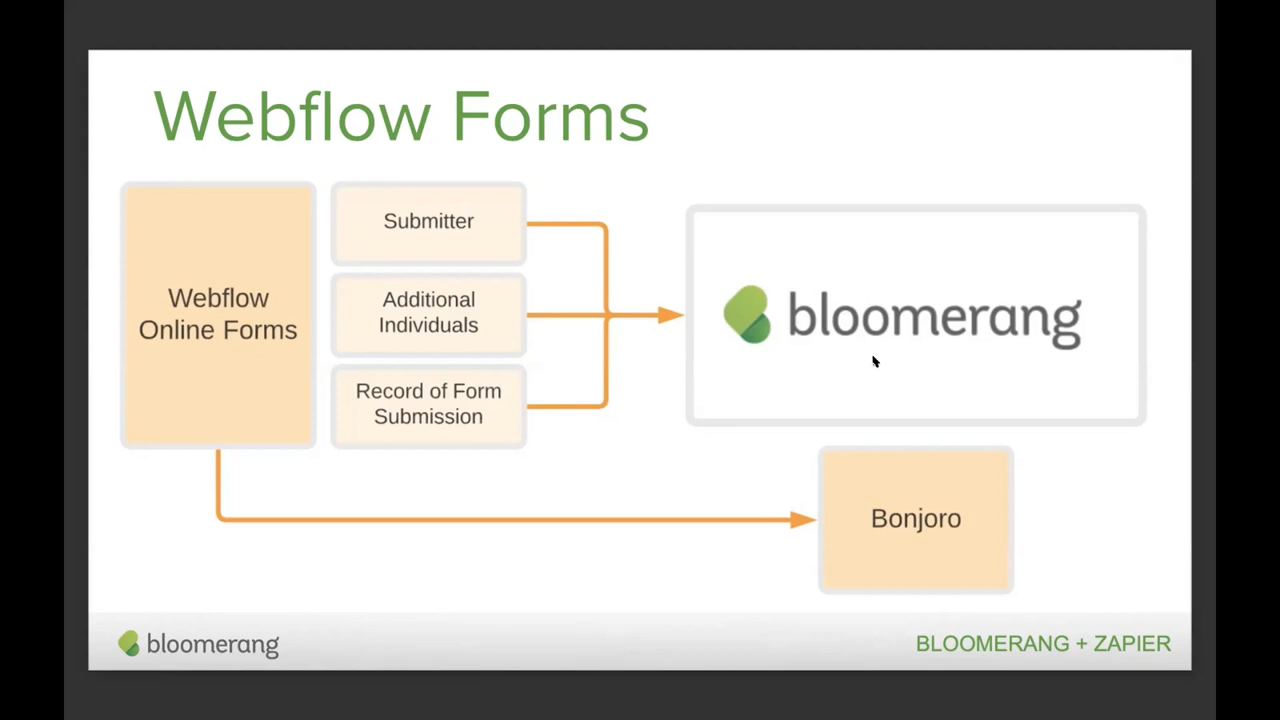 Webflow Forms
Webflow
Online Forms
Submitter
Additional
Individuals
Record of Form
Submission
bloomerang
Bonjoro
bloomerang
BLOOMERANG + ZAPIER